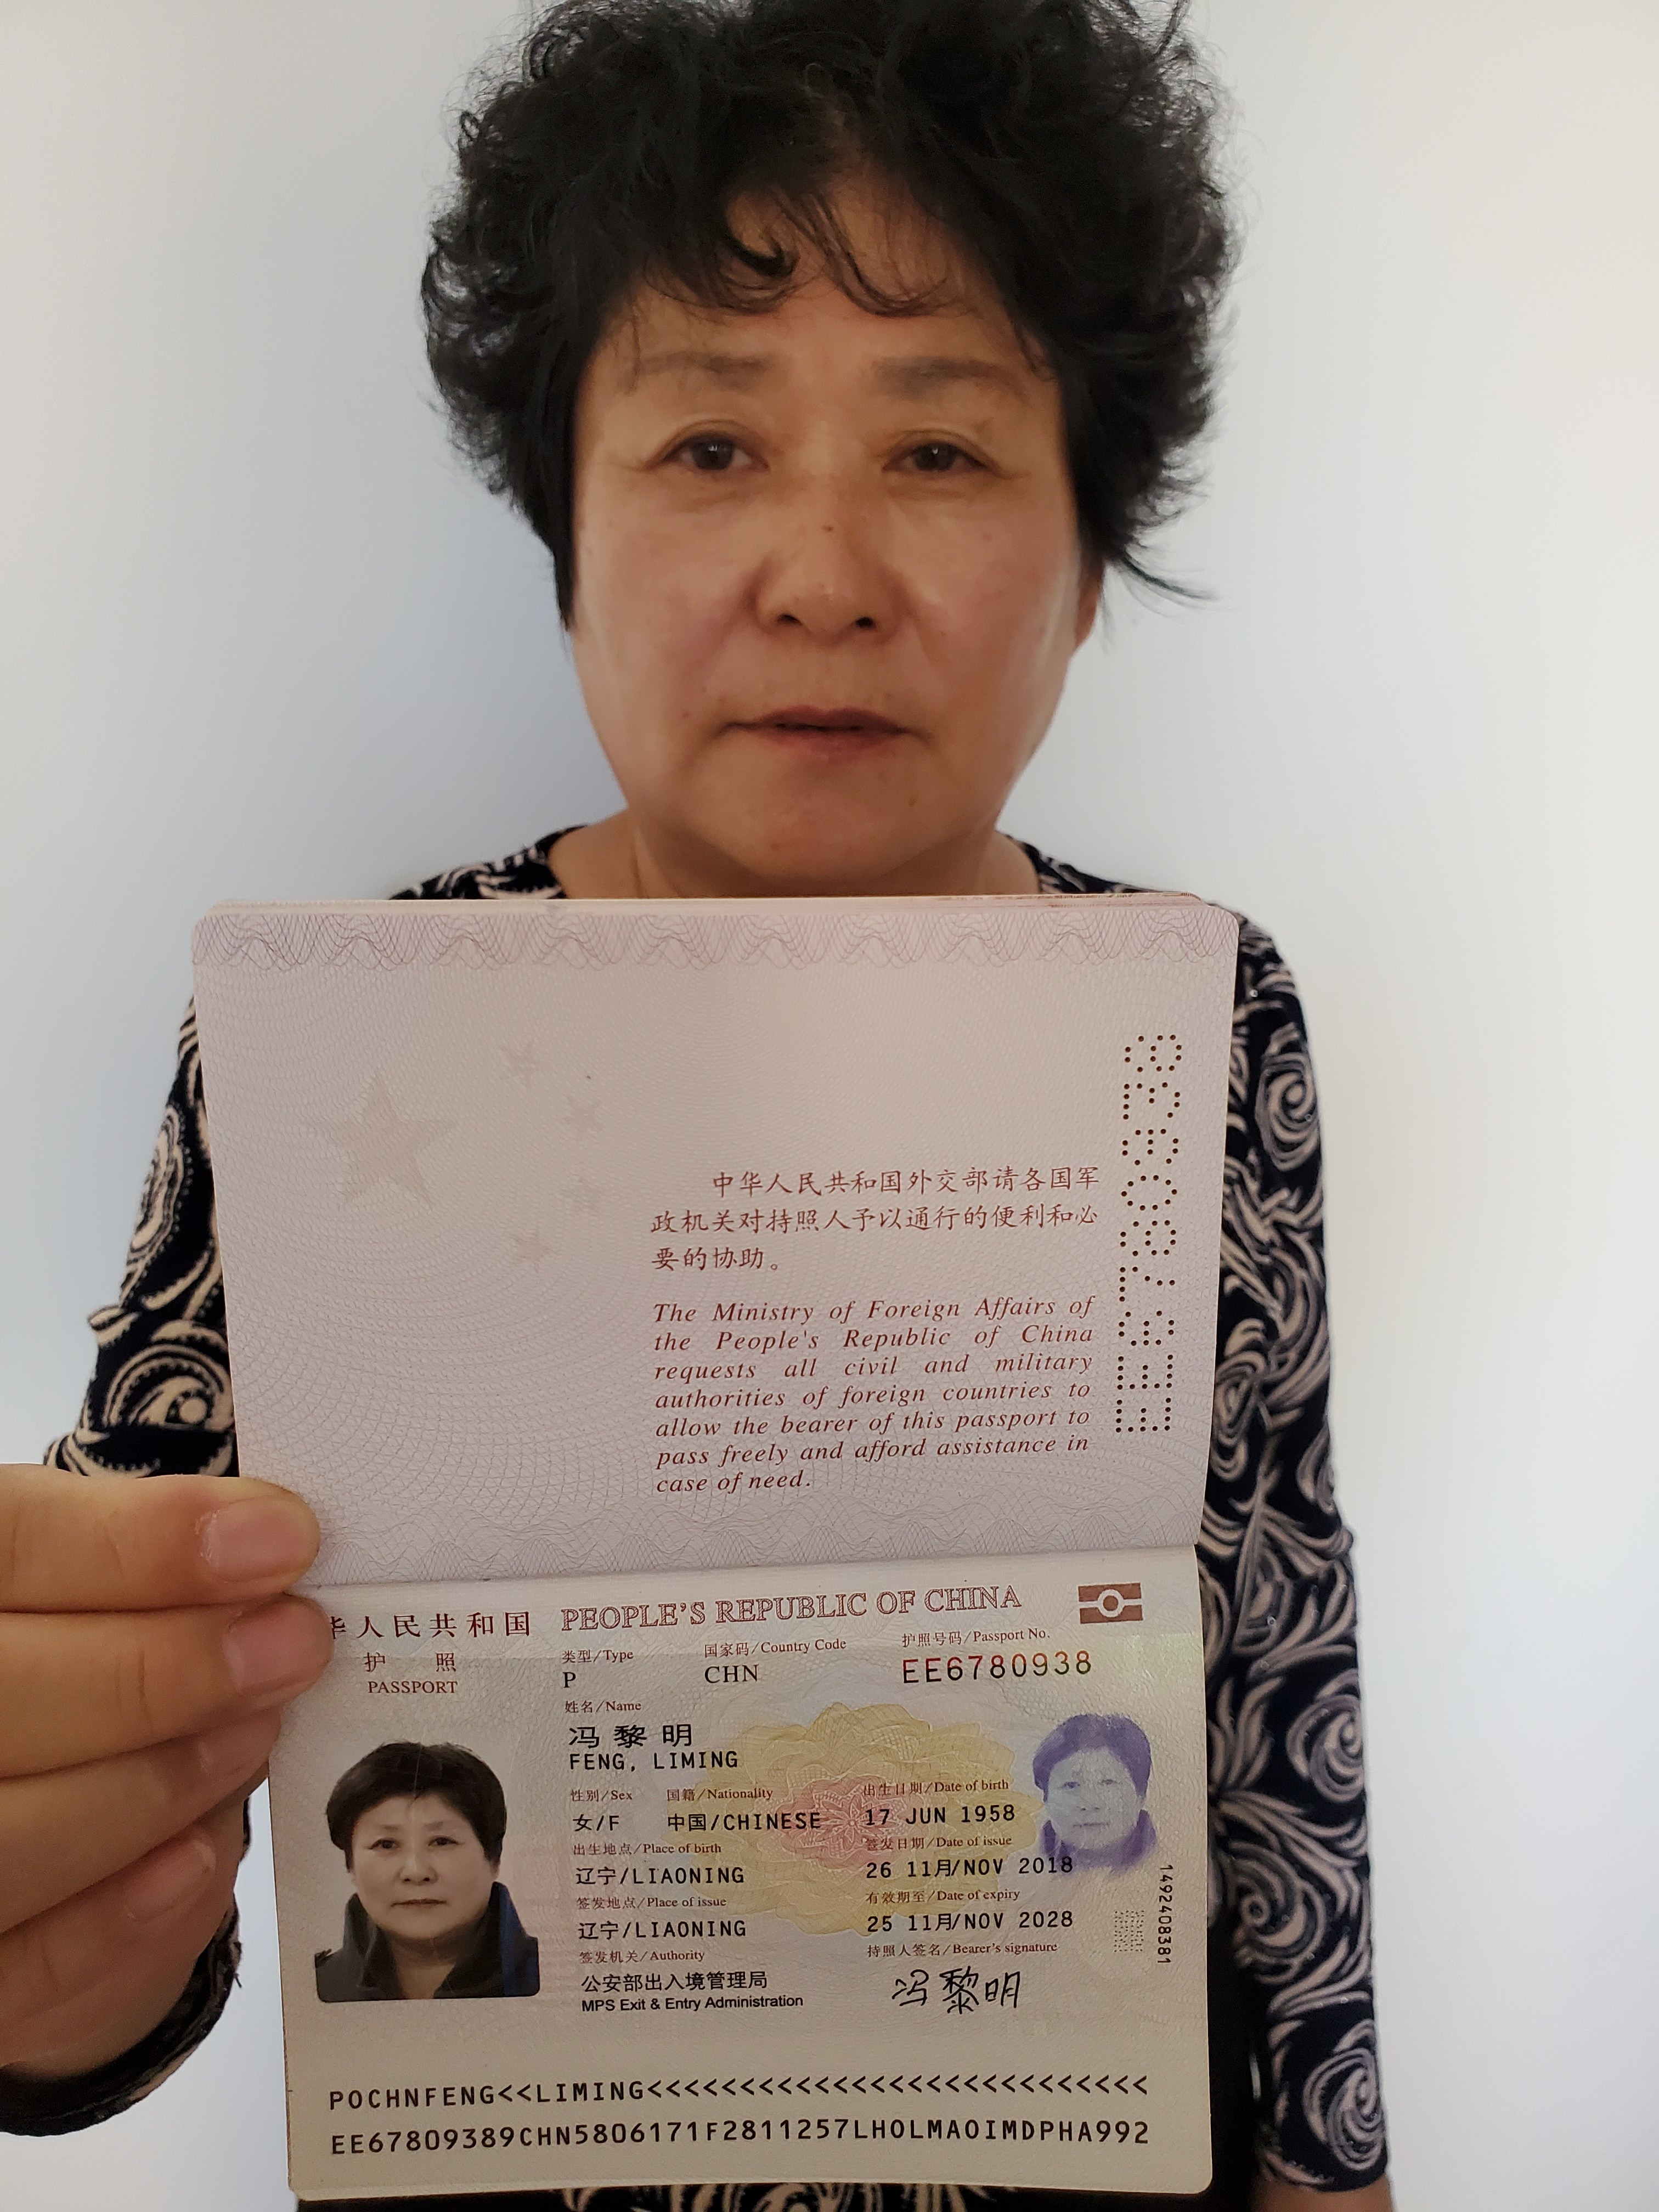 中华人民共和国外交部请各国军
政机关对持照人予以通行的便利和必
要的协助。
The Ministry of Foreign Affairs of
the People's Republic of China
requests all civil and military
authorities of foreign countries to
allow the bearer of this passport to
pass freely and afford assistance in
case of need.
EE6780938
华人民共和国 PEOPLE'S REPUBLIC OF CHINA
护照
PASSPORT
类型/Type
P
国家码/Country Code
CHN
护照号码/Passport No.
EE6780938
姓名/Name
冯黎明
FENG, LIMING
性别/Sex
女/F
国籍/Nationality
中国/CHINESE
出生日期/Date of birth
17 JUN 1958
出生地点/Place of birth
辽宁/LIAONING
签发日期/Date of issue
26 11月/NOV 2018
签发地点/Place of issue
辽宁/LIAONING
有效期至/Date of expiry
25 11月/NOV 2028
签发机关/Authority
公安部出入境管理局
MPS Exit & Entry Administration
持照人签名/Bearer's signature
冯黎明
1492408381
POCHNFENG<<LIMING<<<<<<<<<<<<<<<<<<<<<<<<<<<
EE67809389CHN5806171F2811257LHOLMAOIMDPHA992